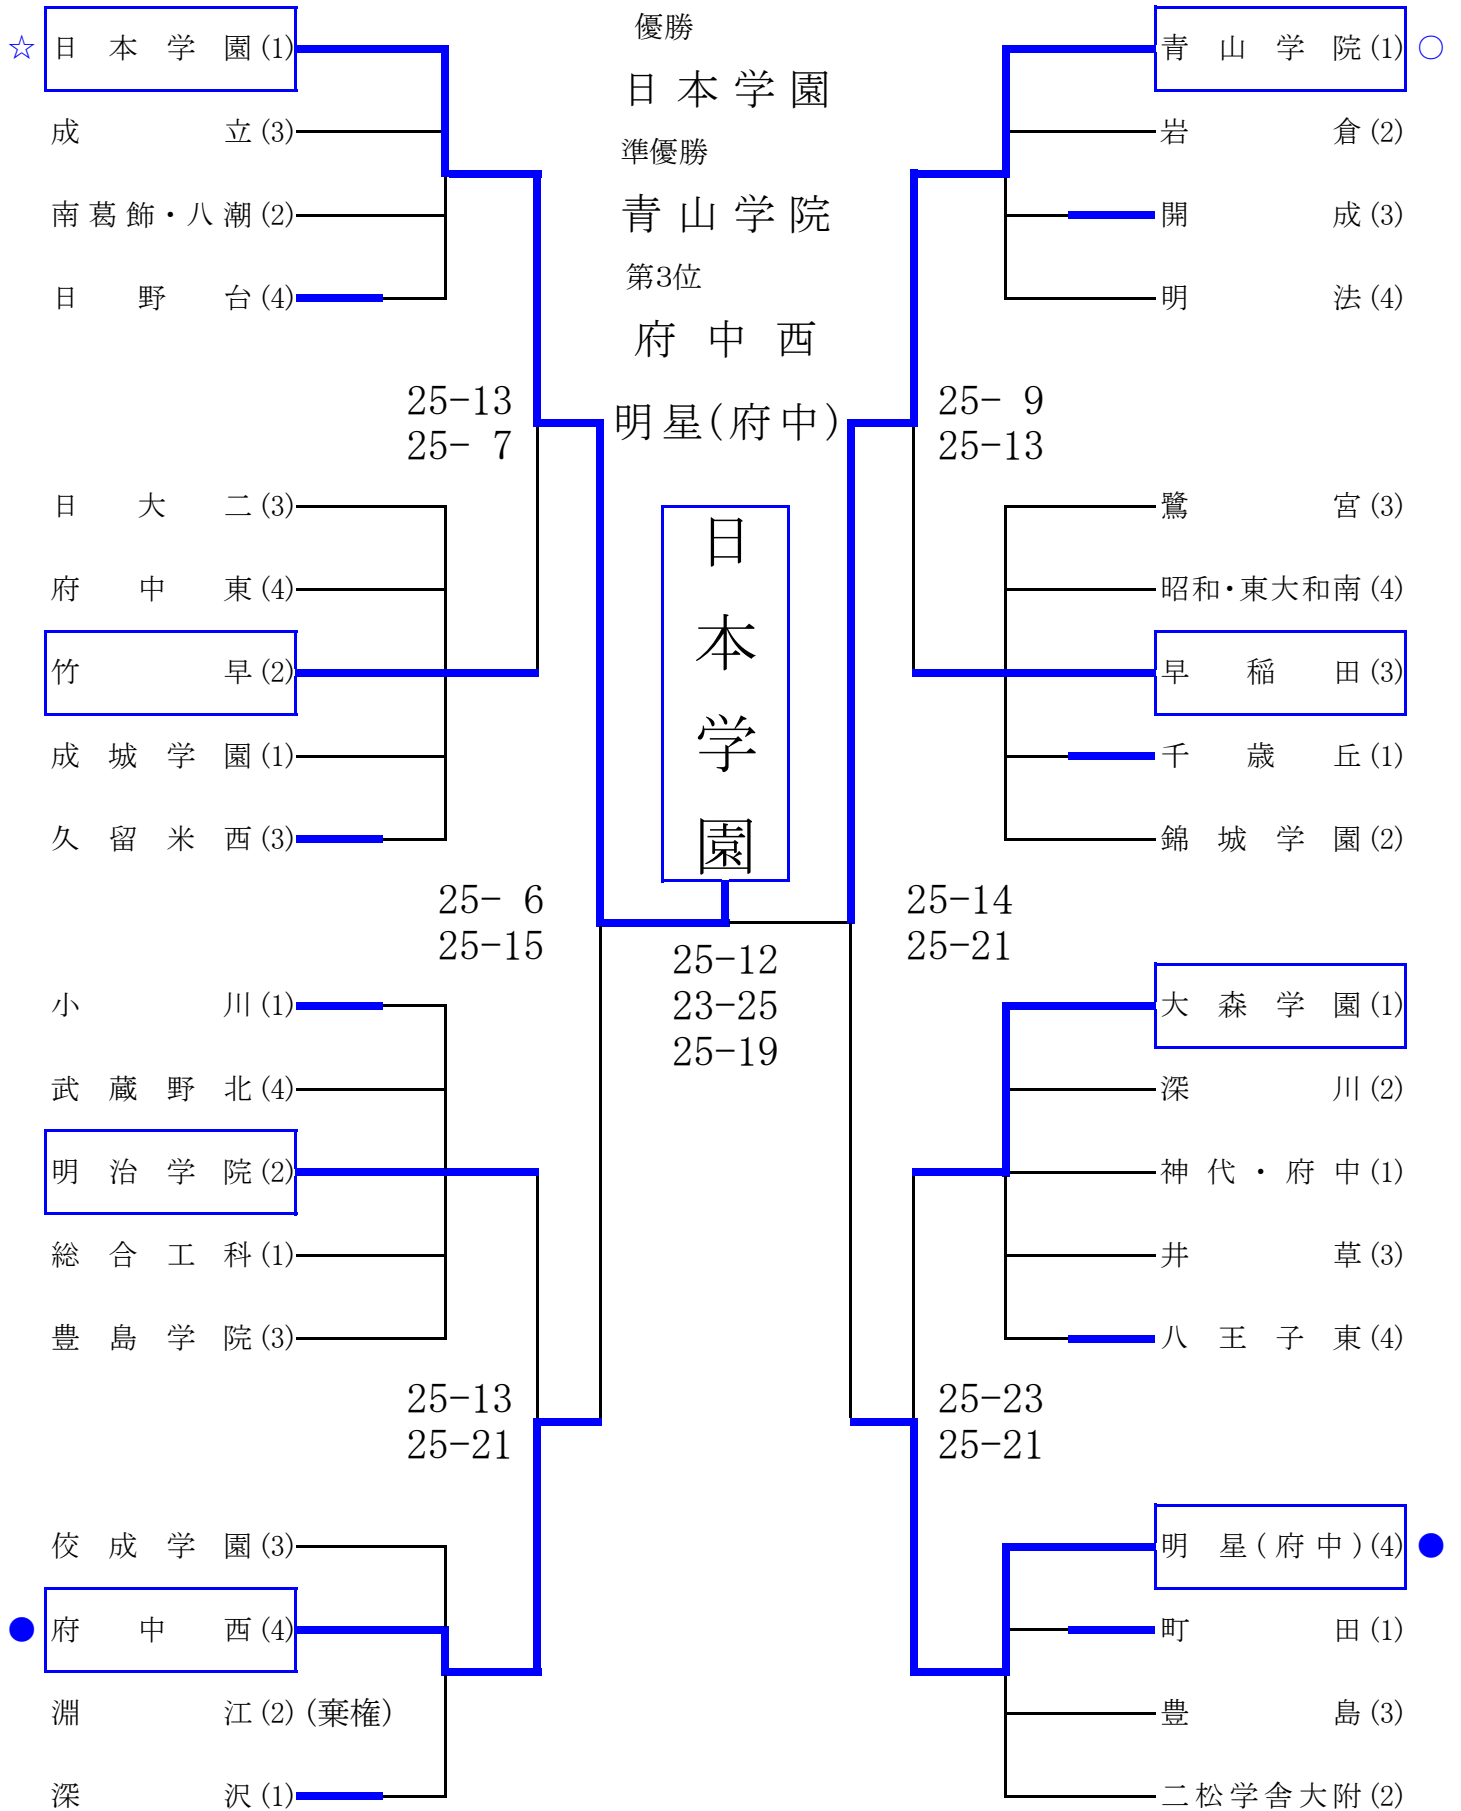 ☆日本学園(1)
成立(3)
南葛飾・八潮(2)
日野台(4)
25-13
25- 7
日大二(3)
府中東(4)
竹早(2)
成城学園(1)
久留米西(3)
25- 6
25-15
小川(1)
武蔵野北(4)
明治学院(2)
総合工科(1)
豊島学院(3)
25-13
25-21
佼成学園(3)
●府中西(4)
淵江(2)(棄権)
深沢(1)
優勝
日本学園
準優勝
青山学院
第3位
府中西
明星(府中)
日本学園
25-12
23-25
25-19
青山学院(1)○
岩倉(2)
開成(3)
明法(4)
25- 9
25-13
鷺宮(3)
昭和・東大和南(4)
早稲田(3)
千歳丘(1)
錦城学園(2)
25-14
25-21
大森学園(1)
深川(2)
神代・府中(1)
井草(3)
八王子東(4)
25-23
25-21
明星(府中)(4)●
町田(1)
豊島(3)
二松学舎大附(2)